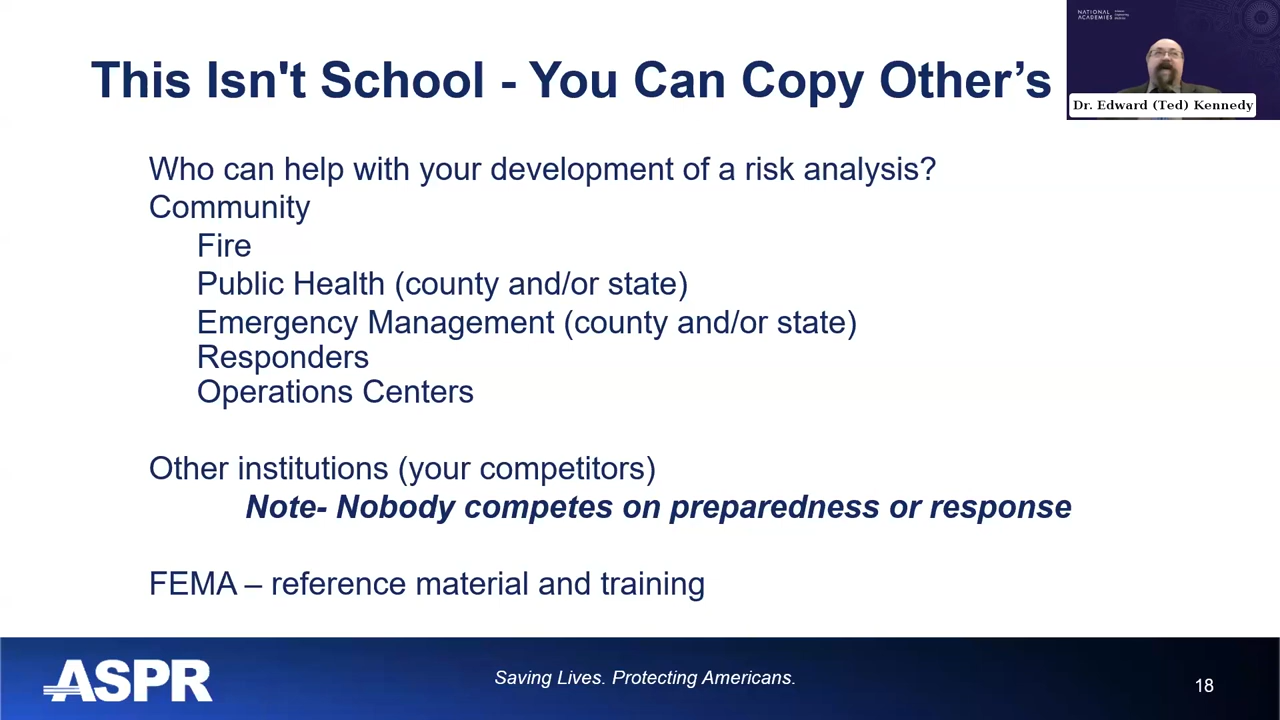 This Isn't School - You Can Copy Other’s
NATIONAL
ACADEMIES
Dr. Edward (Ted) Kennedy
Who can help with your development of a risk analysis?
Community
Fire
Public Health (county and/or state)
Emergency Management (county and/or state)
Responders
Operations Centers
Other institutions (your competitors)
Note- Nobody competes on preparedness or response
FEMA – reference material and training
ASPR
Saving Lives. Protecting Americans.
18